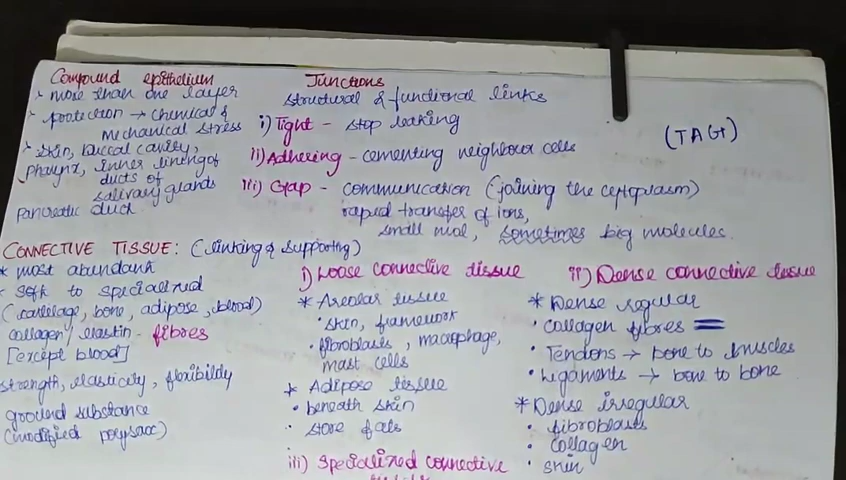 Compound epithelium
> more than one layer
> protection → chemical &
mechanical stress
> skin, buccal cavity,
pharynx, inner lining of
ducts of
salivary glands
pancreatic duct
Junctions
structural & functional links
i) Tight - stop leaking
ii) Adhering - cementing neighbour cells
iii) Gap - communication (joining the cytoplasm)
rapid transfer of ions,
small mol, sometimes big molecules.
(TAG)
CONNECTIVE TISSUE: (linking & supporting)
* most abundant
* soft to specialized
(cartilage, bone, adipose, blood)
collagen/elastin - fibres
[except blood]
strength, elasticity, flexibility
ground substance
(modified polysacc)
i) Loose connective tissue
* Areolar tissue
• skin, framework
• fibroblasts, macrophage,
mast cells
* Adipose tissue
• beneath skin
• store fats
iii) Specialized connective
ii) Dense connective tissue
* Dense regular
• collagen fibres =
• Tendons → bone to muscles
• Ligaments → bone to bone
* Dense irregular
• fibroblasts
• collagen
• skin